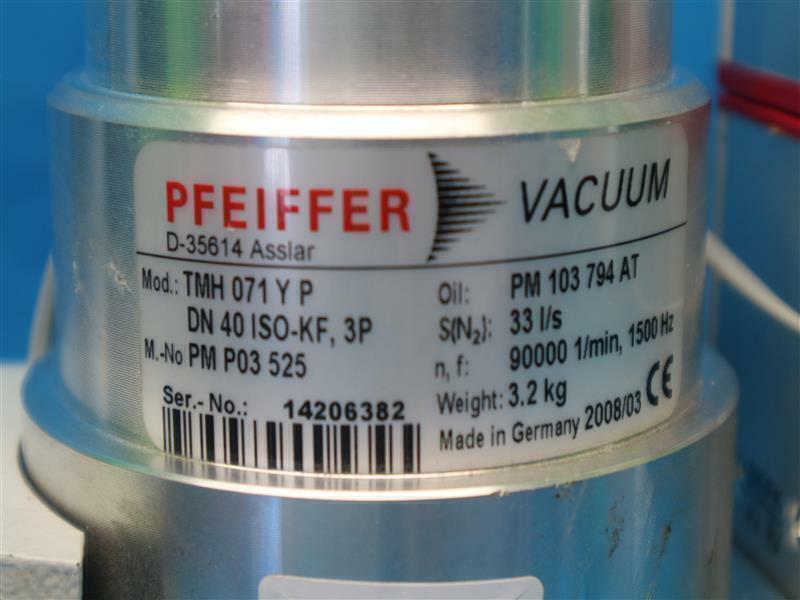 PFEIFFER VACUUM
D-35614 Asslar
Mod.: TMH 071 Y P
DN 40 ISO-KF, 3P
M.-No PM P03 525
Ser.- No.: 14206382
Oil: PM 103 794 AT
S(N₂): 33 l/s
n, f: 90000 1/min, 1500 Hz
Weight: 3.2 kg
Made in Germany 2008/03 CE